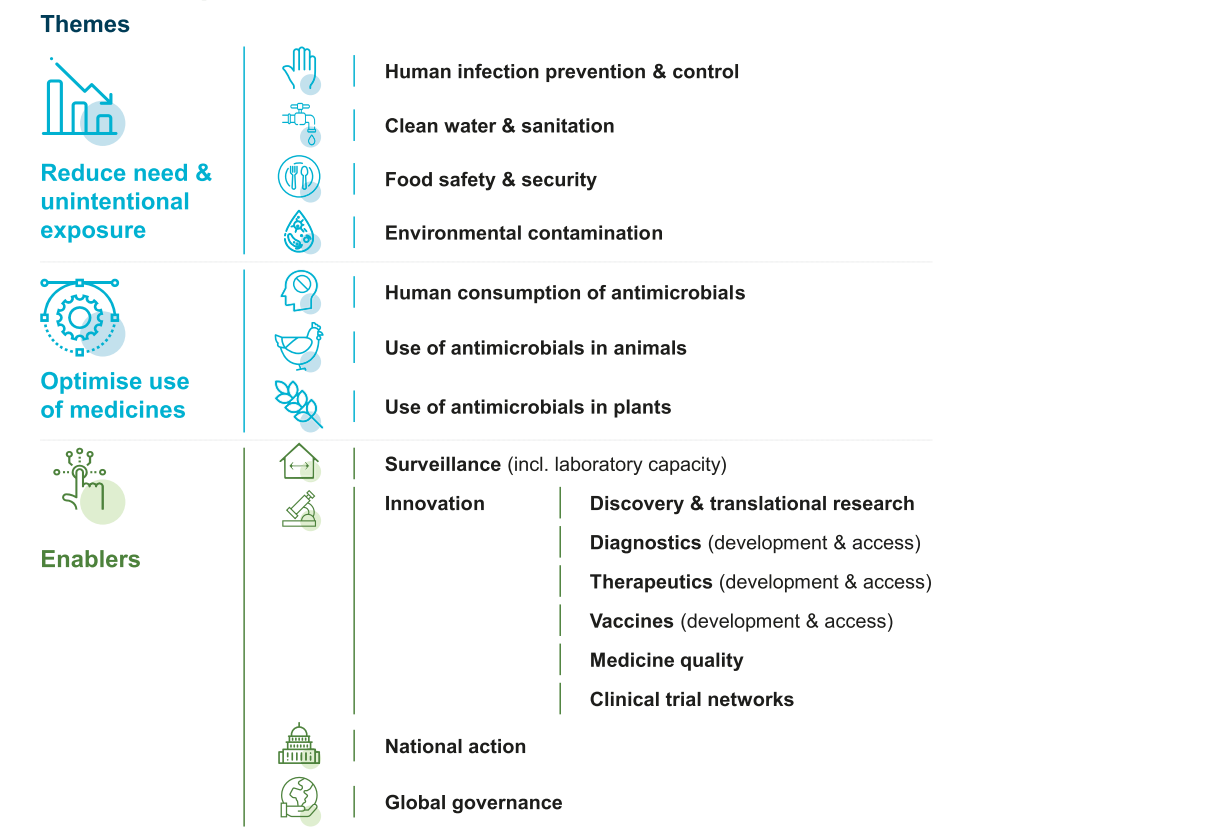 Themes
Reduce need &
unintentional
exposure
Human infection prevention & control
Clean water & sanitation
Food safety & security
Environmental contamination
Optimise use
of medicines
Human consumption of antimicrobials
Use of antimicrobials in animals
Use of antimicrobials in plants
Enablers
Surveillance (incl. laboratory capacity)
Innovation
Discovery & translational research
Diagnostics (development & access)
Therapeutics (development & access)
Vaccines (development & access)
Medicine quality
Clinical trial networks
National action
Global governance